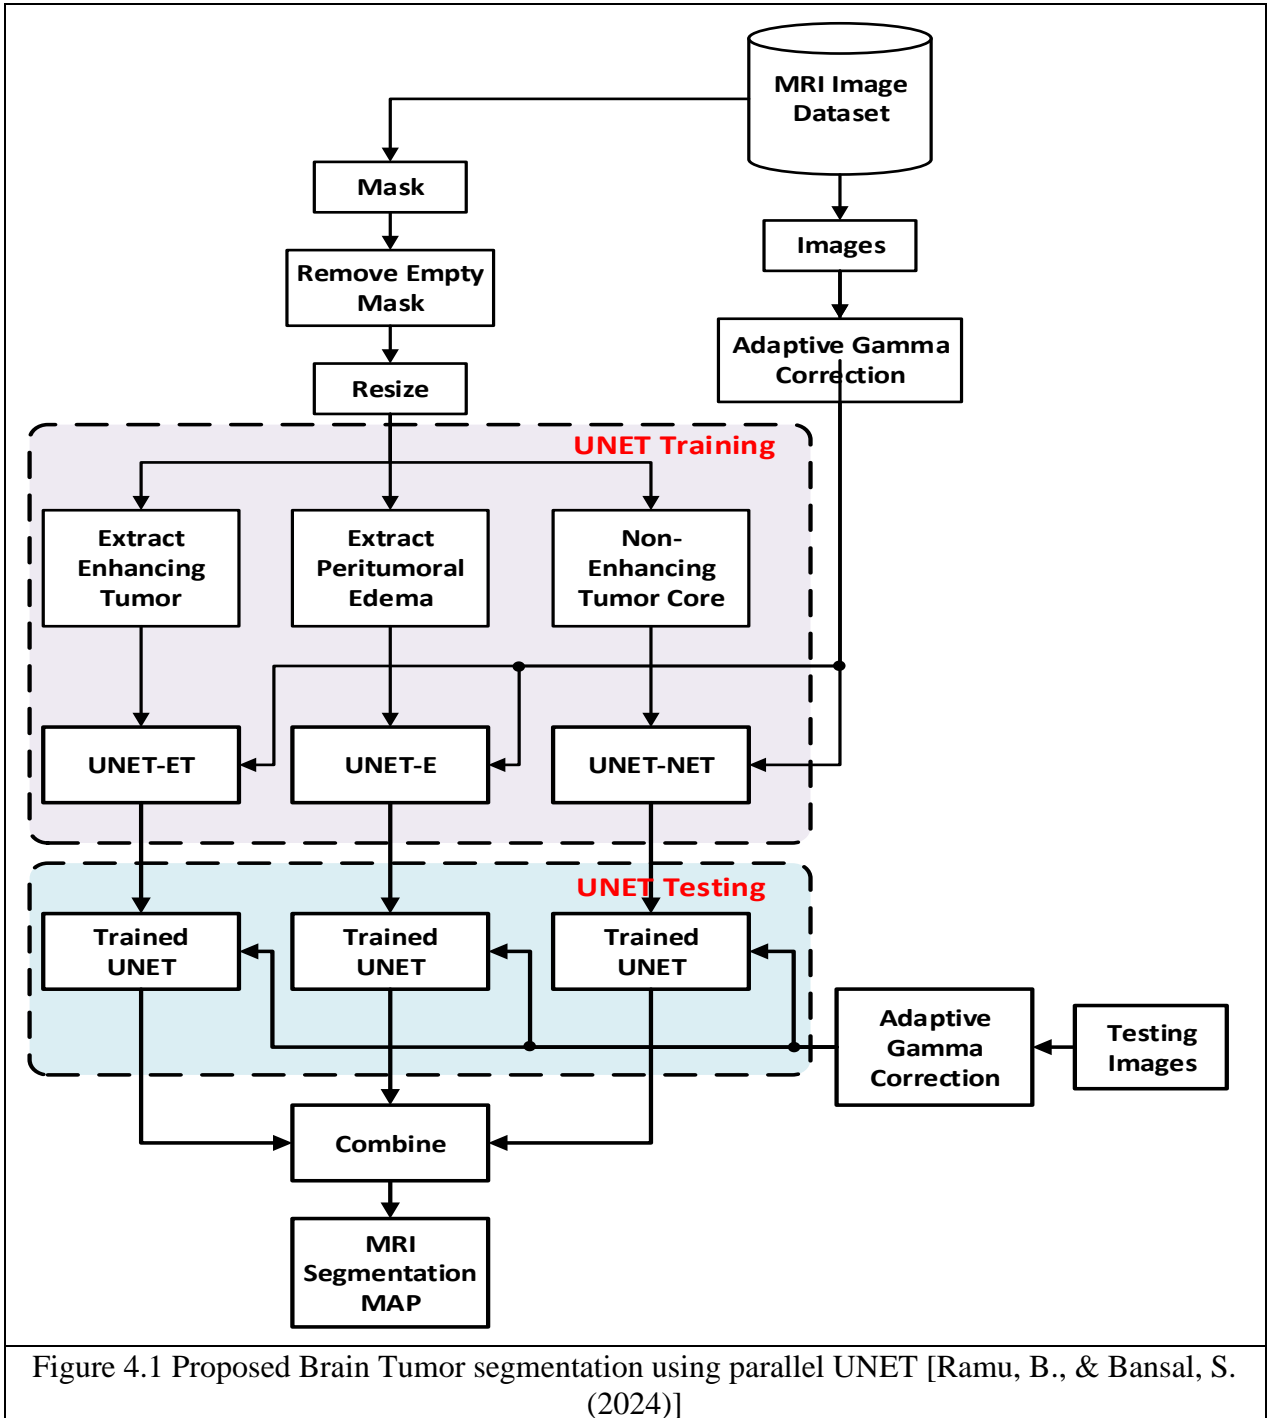 MRI Image
Dataset
Mask
Images
Remove Empty
Mask
Adaptive Gamma
Correction
Resize
UNET Training
Extract
Enhancing
Tumor
Extract
Peritumoral
Edema
Non-
Enhancing
Tumor Core
UNET-ET
UNET-E
UNET-NET
UNET Testing
Trained
UNET
Trained
UNET
Trained
UNET
Adaptive
Gamma
Correction
Testing
Images
Combine
MRI
Segmentation
MAP
Figure 4.1 Proposed Brain Tumor segmentation using parallel UNET [Ramu, B., & Bansal, S.
(2024)]